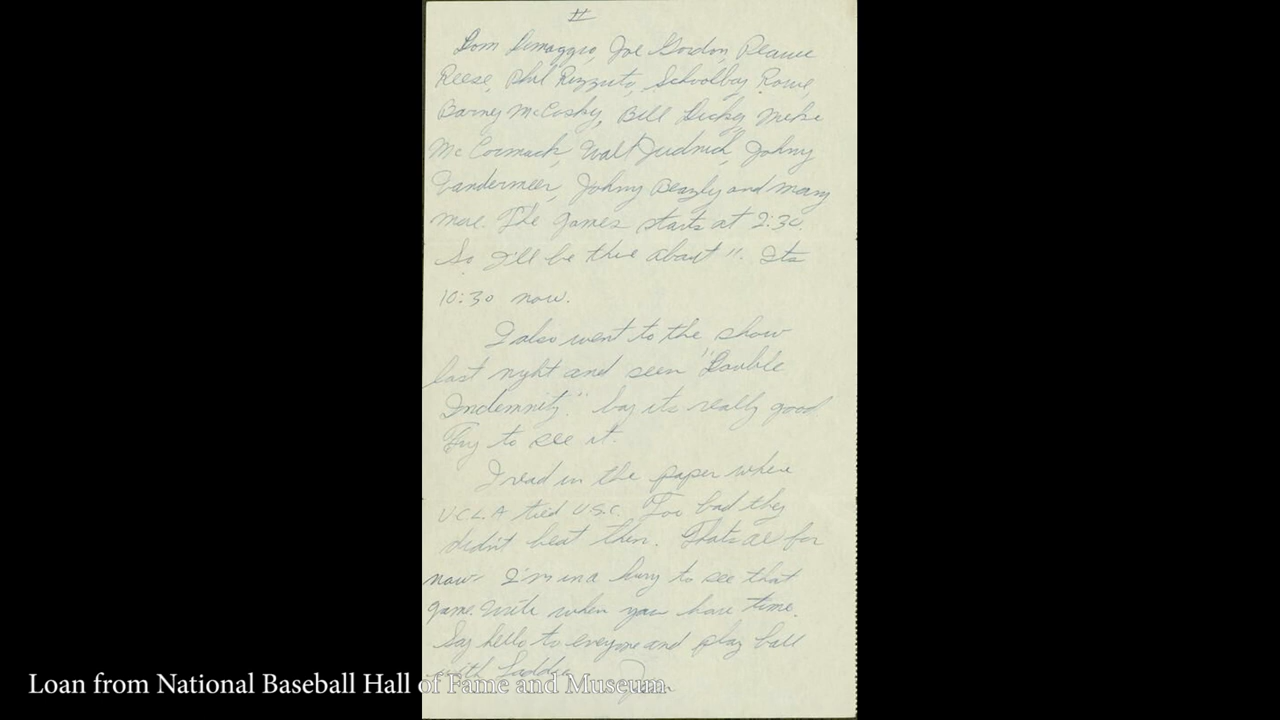 II
Dom Dimaggio, Joe Gordon, Peawee
Reese, Phil Rizzuto, Schoolboy Rowe,
Barney McCosky, Bill Dicky, Mike
McCormack, Walt Judnich, Johny
Vandermeer, Johny Beazly and many
more. The games starts at 2:30.
So I'll be there about 1. Its
10:30 now.
I also went to the show
last night and seen "Double
Indemnity." boy its really good
Try to see it.
I read in the paper where
UCLA tied U.S.C. Too bad they
didn't beat them. Thats all for
now. I'm in a hurry to see that
game. Write when you have time.
Say hello to everyone and play ball
with
Loan from National Baseball Hall of Fame and Museum.